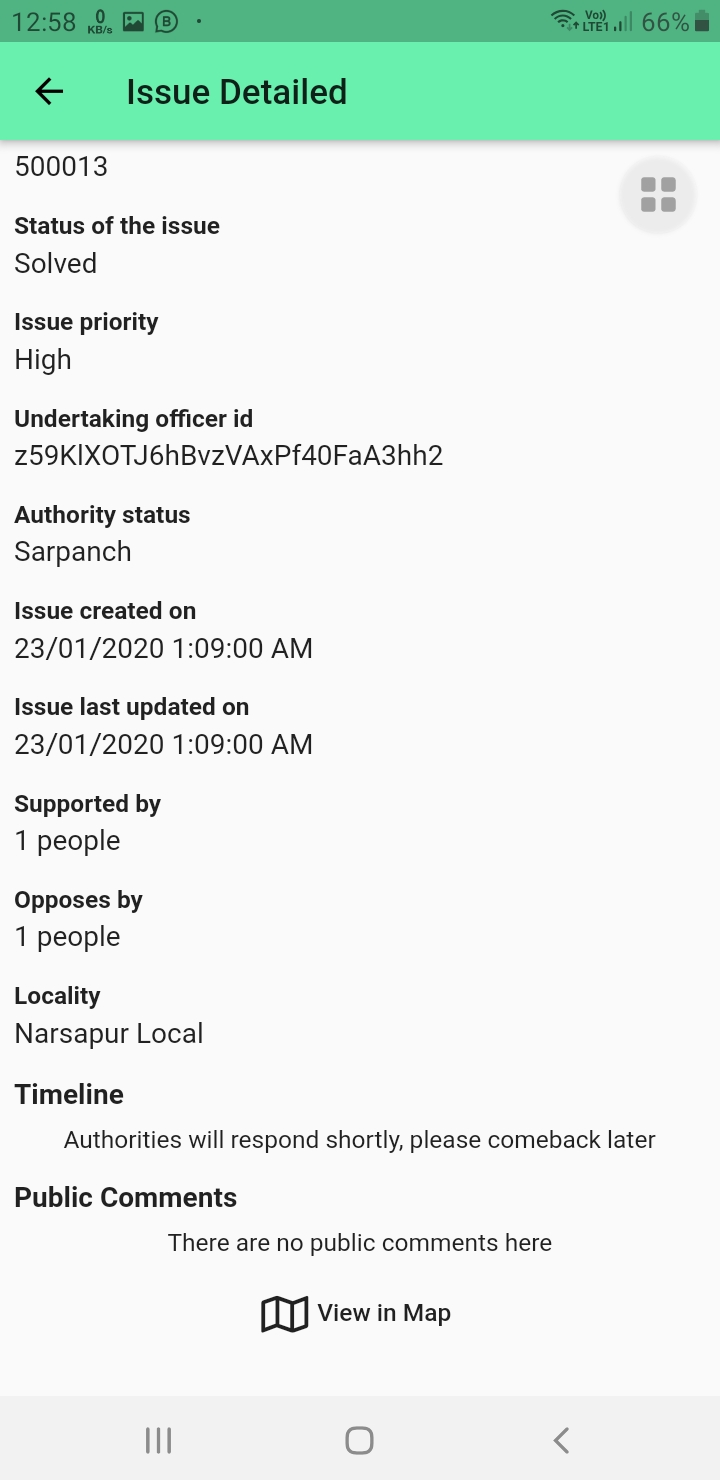 12:58 0 KB/s B Vo)) LTE1 66%
Issue Detailed
500013
Status of the issue
Solved
Issue priority
High
Undertaking officer id
z59KlXOTJ6hBvzVAxPf40FaA3hh2
Authority status
Sarpanch
Issue created on
23/01/2020 1:09:00 AM
Issue last updated on
23/01/2020 1:09:00 AM
Supported by
1 people
Opposes by
1 people
Locality
Narsapur Local
Timeline
Authorities will respond shortly, please comeback later
Public Comments
There are no public comments here
View in Map